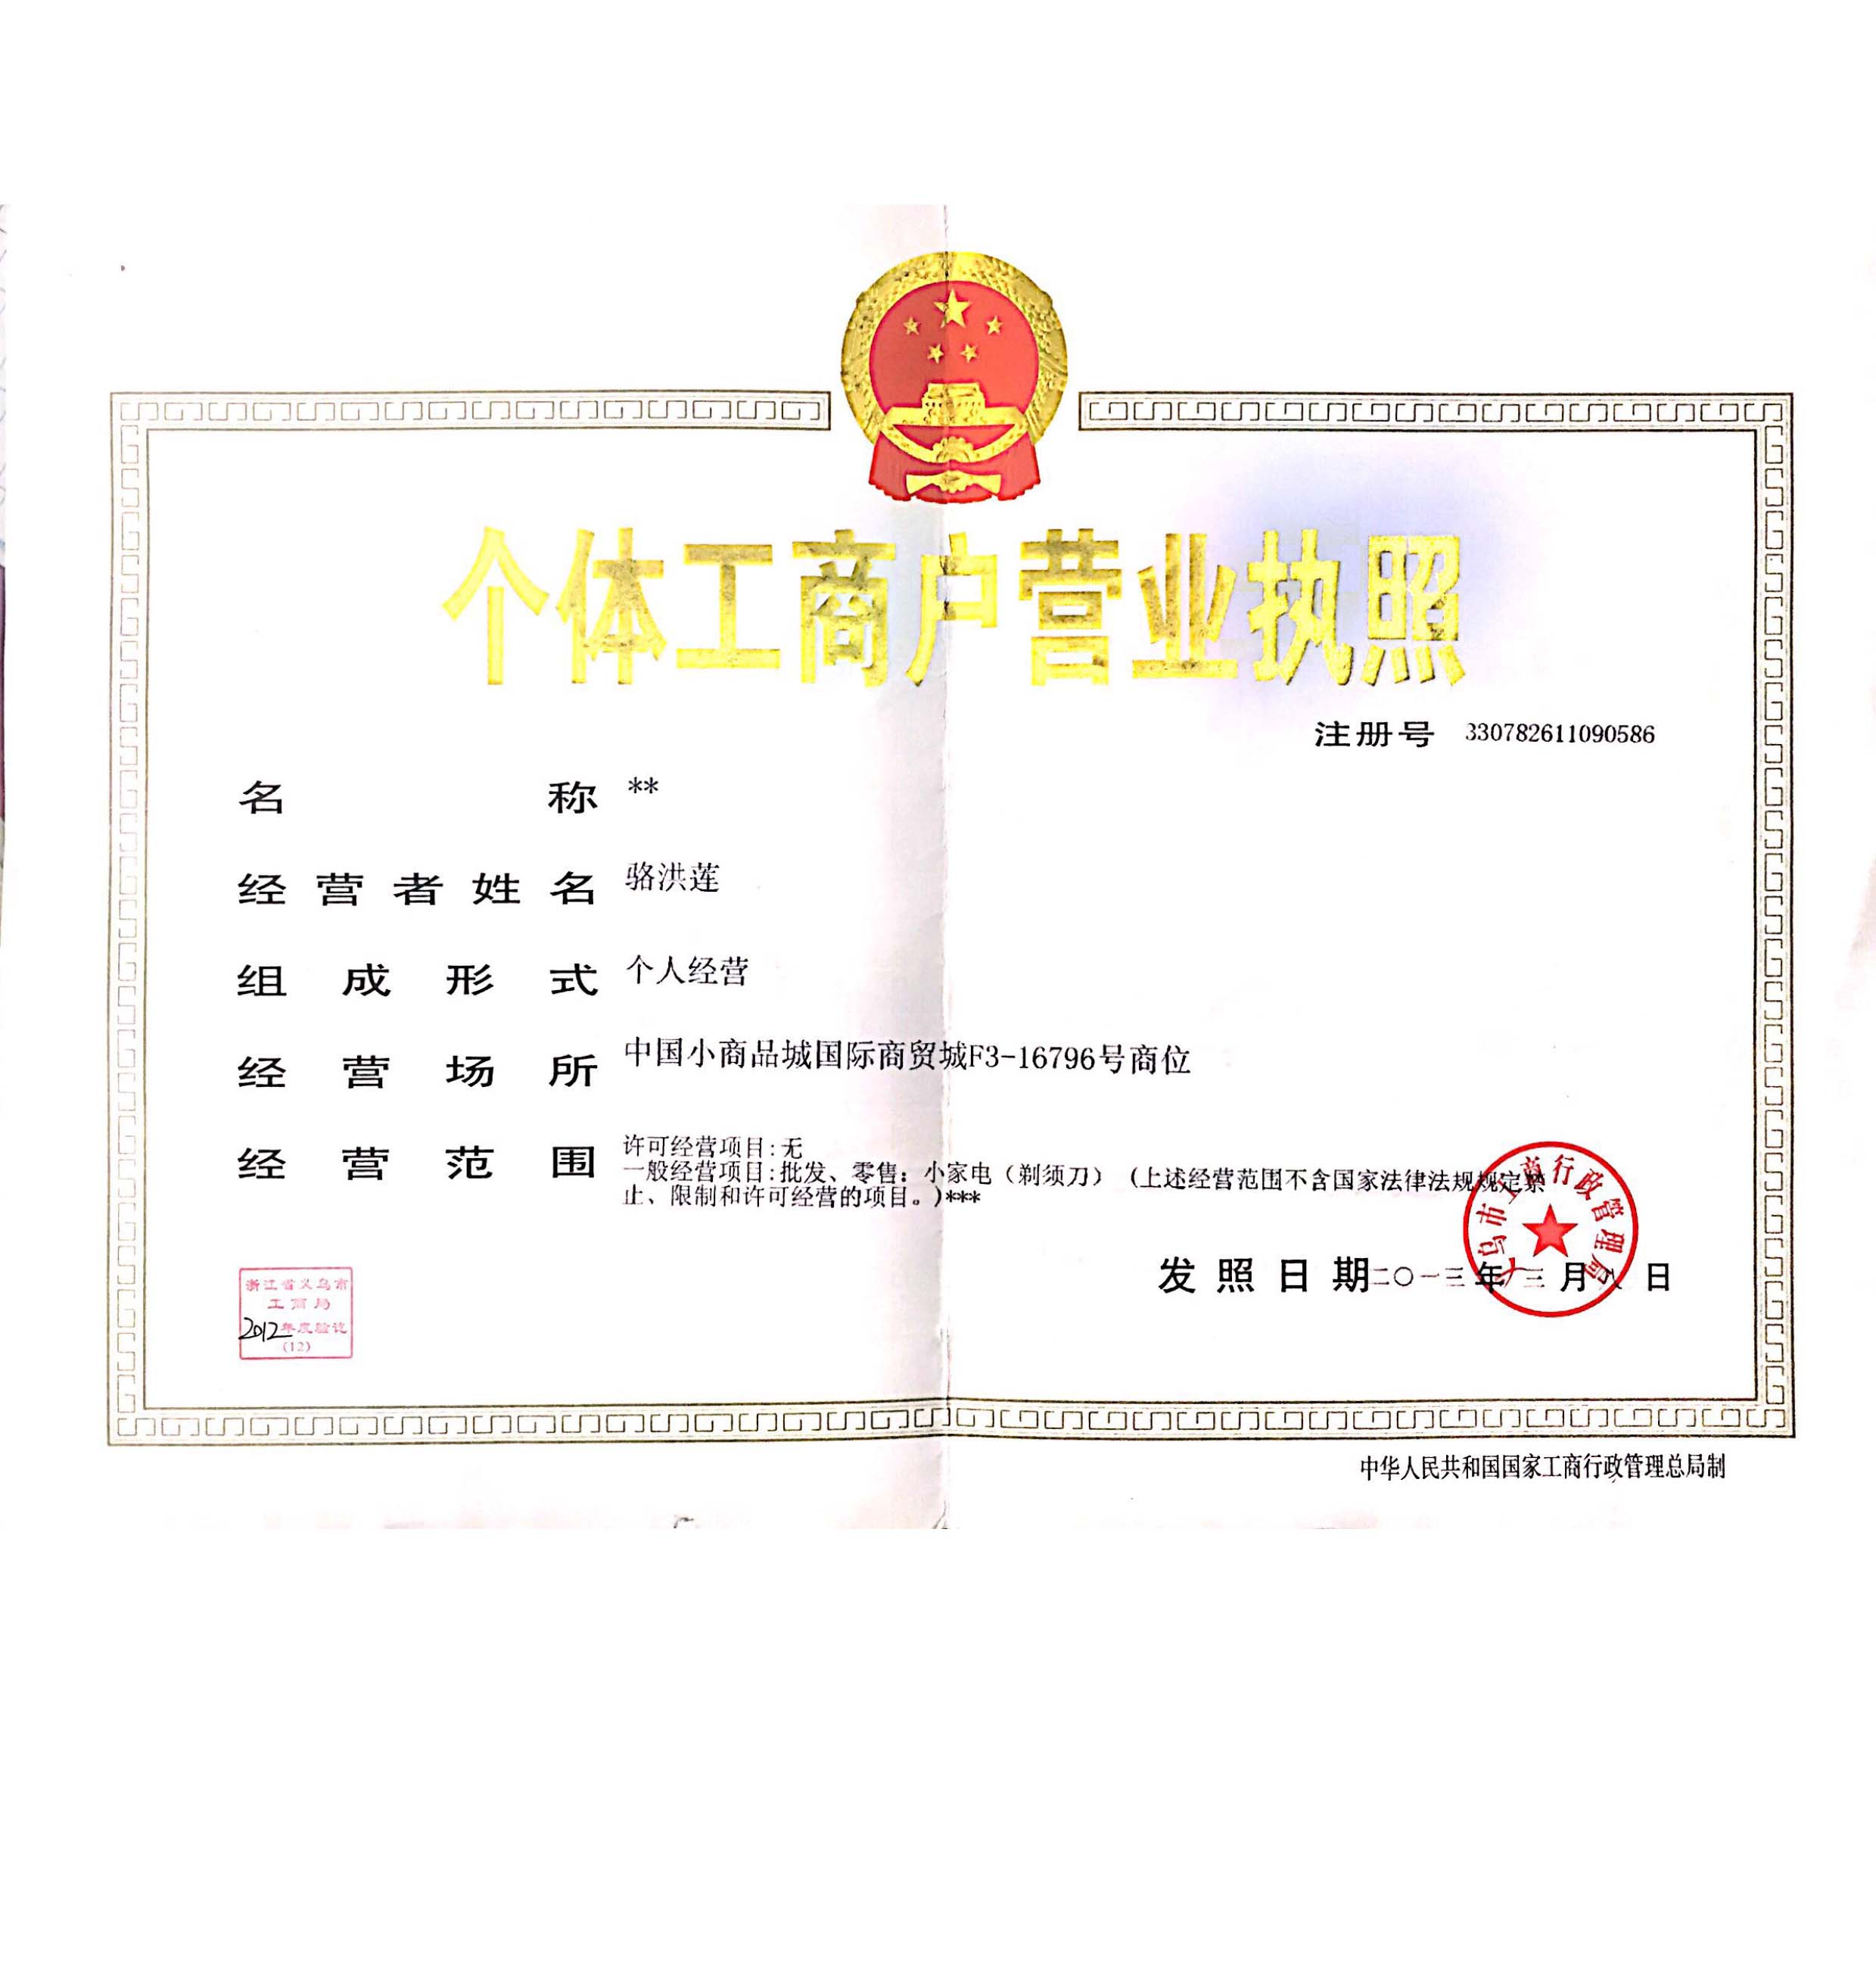 个体工商户营业执照
注册号 330782611090586
名称 **
经营者姓名 骆洪莲
组成形式 个人经营
经营场所 中国小商品城国际商贸城F3-16796号商位
经营范围 许可经营项目:无
一般经营项目:批发、零售：小家电（剃须刀） (上述经营范围不含国家法律法规规定禁
止、限制和许可经营的项目。)***
义乌市工商行政管理局
发照日期 二〇一三年三月 日
浙江省义乌市
工商局
2012年度验讫
(12)
中华人民共和国国家工商行政管理总局制